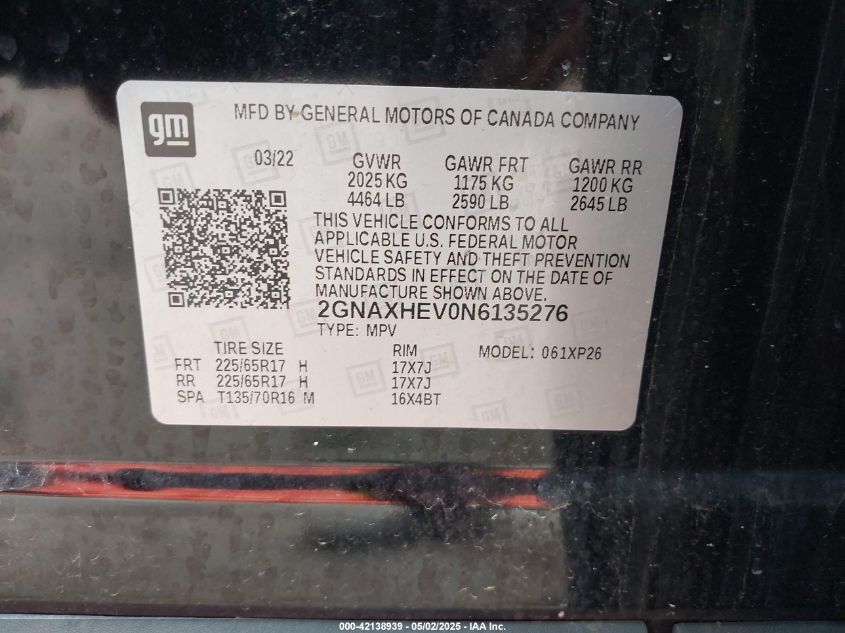 gm
MFD BY GENERAL MOTORS OF CANADA COMPANY
03/22 GVWR GAWR FRT GAWR RR
2025 KG 1175 KG 1200 KG
4464 LB 2590 LB 2645 LB
THIS VEHICLE CONFORMS TO ALL
APPLICABLE U.S. FEDERAL MOTOR
VEHICLE SAFETY AND THEFT PREVENTION
STANDARDS IN EFFECT ON THE DATE OF
MANUFACTURE SHOWN ABOVE.
2GNAXHEV0N6135276
TYPE: MPV
TIRE SIZE RIM MODEL: 061XP26
FRT 225/65R17 H 17X7J
RR 225/65R17 H 17X7J
SPA T135/70R16 M 16X4BT
000-42138939 - 05/02/2025 - IAA Inc.